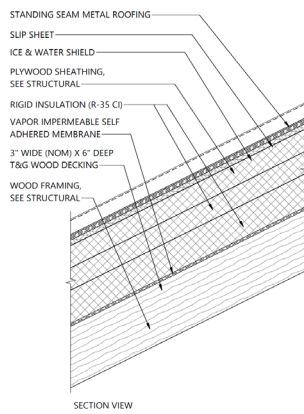 STANDING SEAM METAL ROOFING
SLIP SHEET
ICE & WATER SHIELD
PLYWOOD SHEATHING,
SEE STRUCTURAL
RIGID INSULATION (R-35 CI)
VAPOR IMPERMEABLE SELF
ADHERED MEMBRANE
3" WIDE (NOM) X 6" DEEP
T&G WOOD DECKING
WOOD FRAMING,
SEE STRUCTURAL
SECTION VIEW